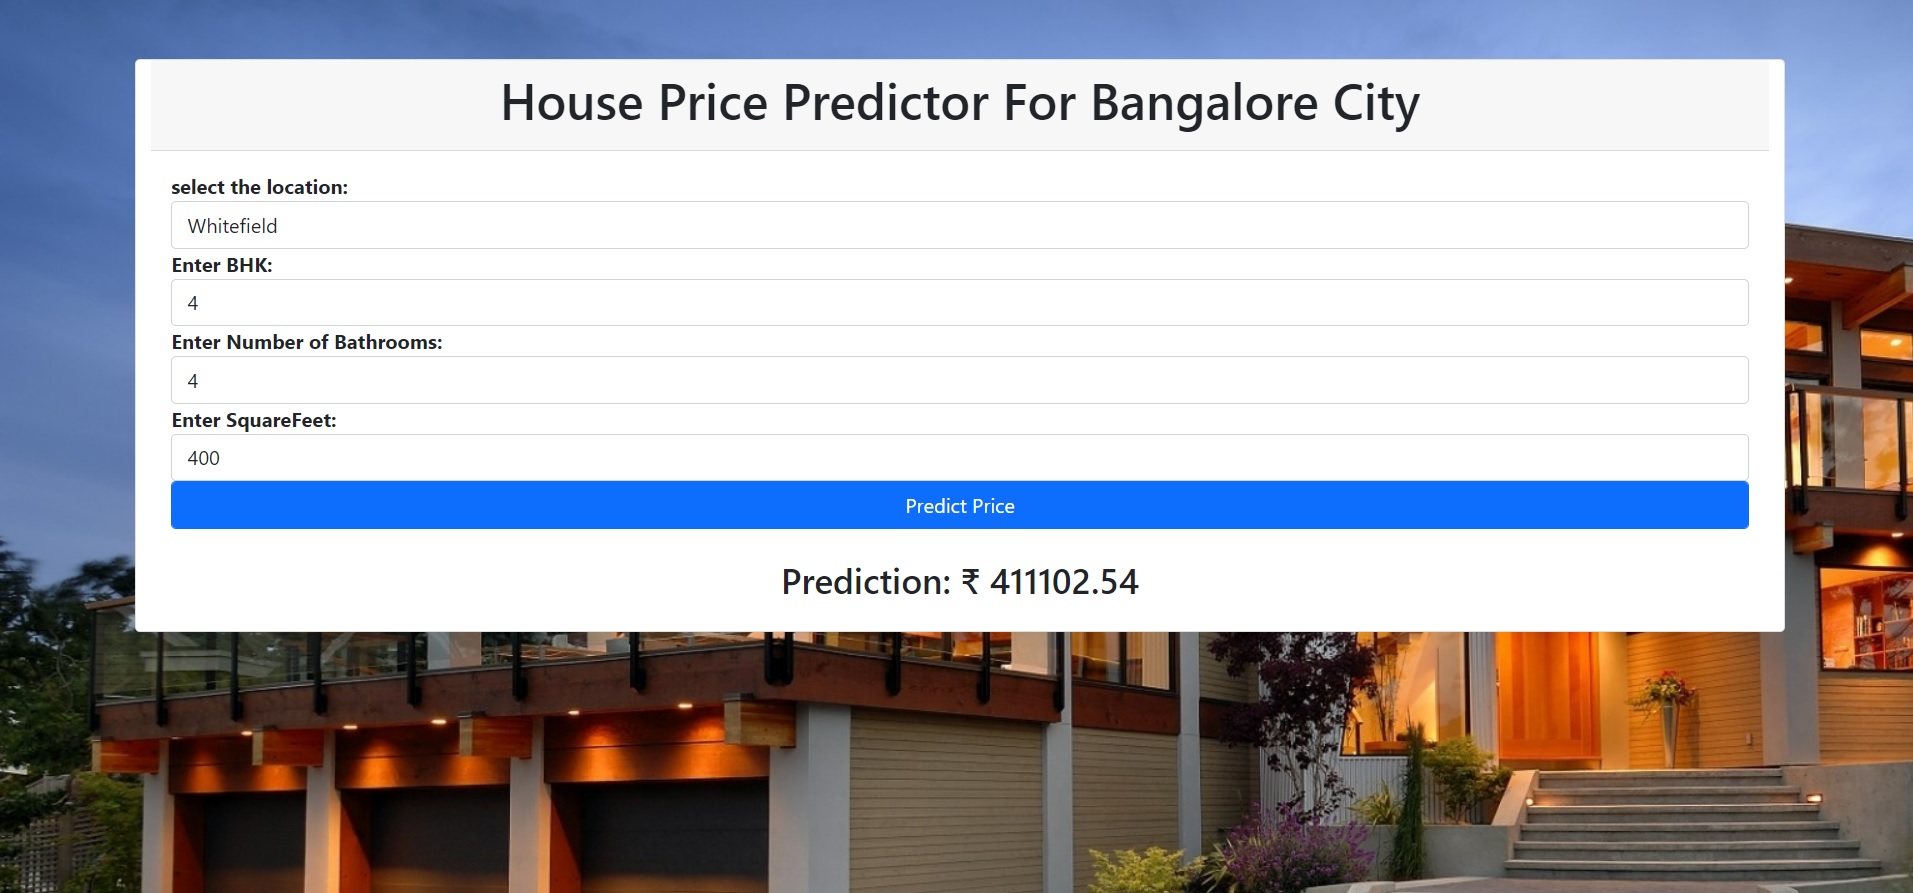 House Price Predictor For Bangalore City
select the location:
Whitefield
Enter BHK:
4
Enter Number of Bathrooms:
4
Enter SquareFeet:
400
Predict Price
Prediction: ₹ 411102.54